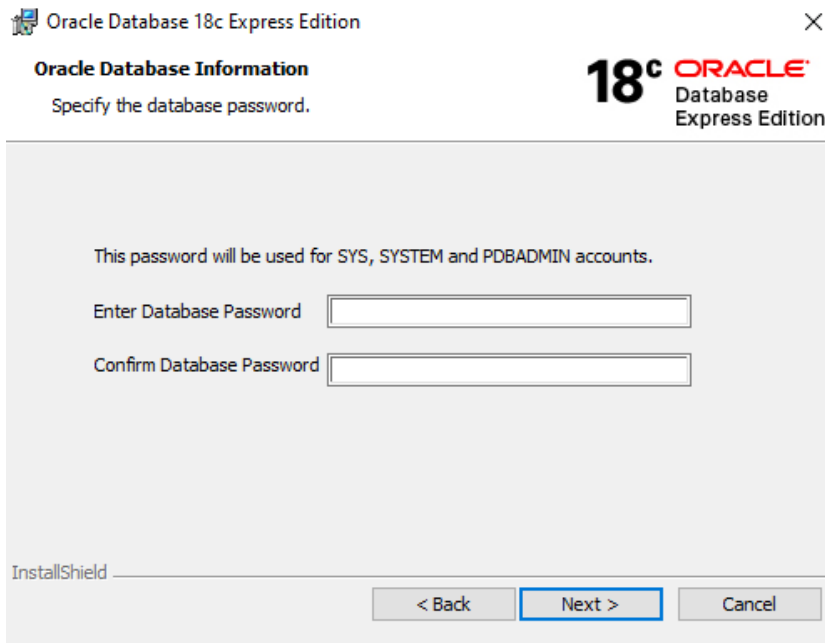 Oracle Database 18c Express Edition
Oracle Database Information
Specify the database password.
18c ORACLE
Database
Express Edition
This password will be used for SYS, SYSTEM and PDBADMIN accounts.
Enter Database Password
Confirm Database Password
InstallShield
< Back
Next >
Cancel